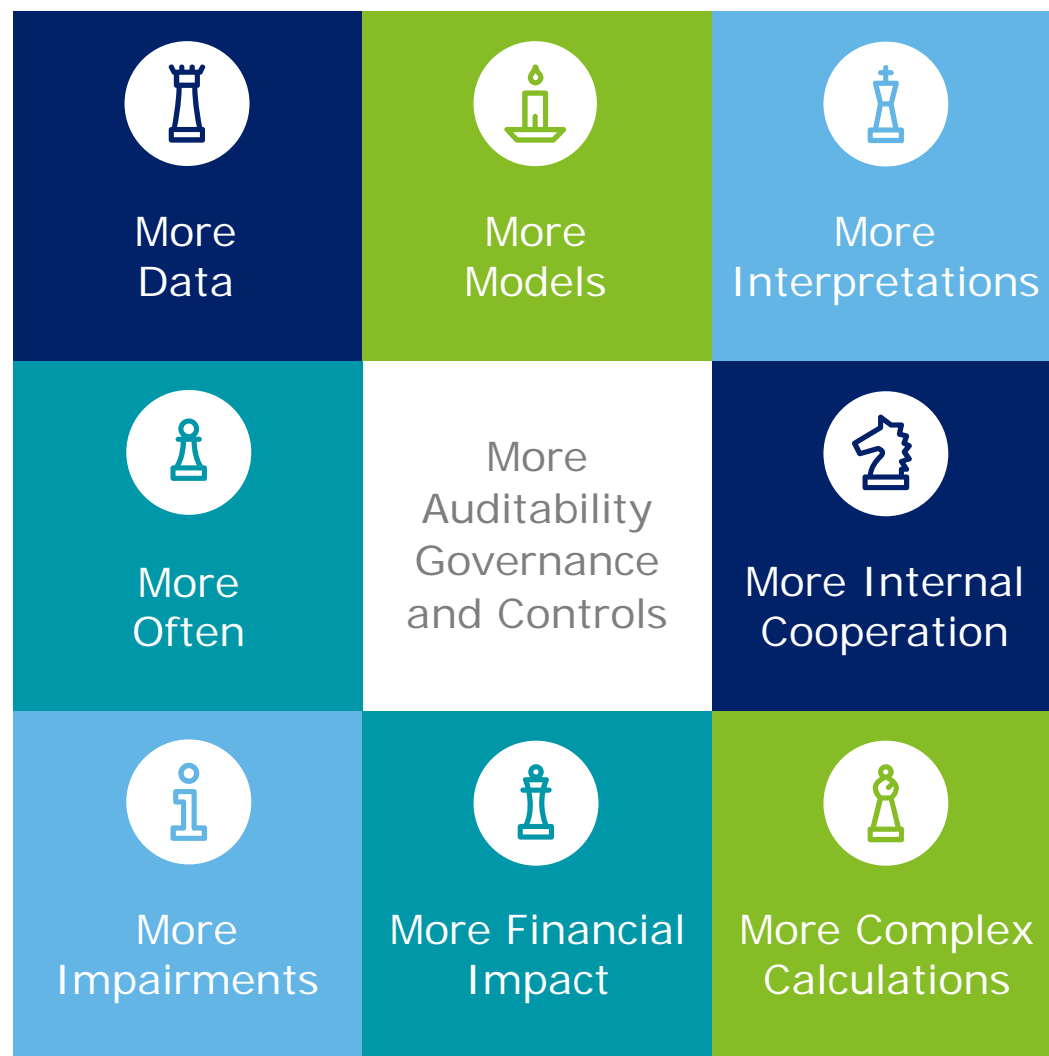 More
Data
More
Models
More
Interpretations
More
Often
More
Auditability
Governance
and Controls
More Internal
Cooperation
More
Impairments
More Financial
Impact
More Complex
Calculations